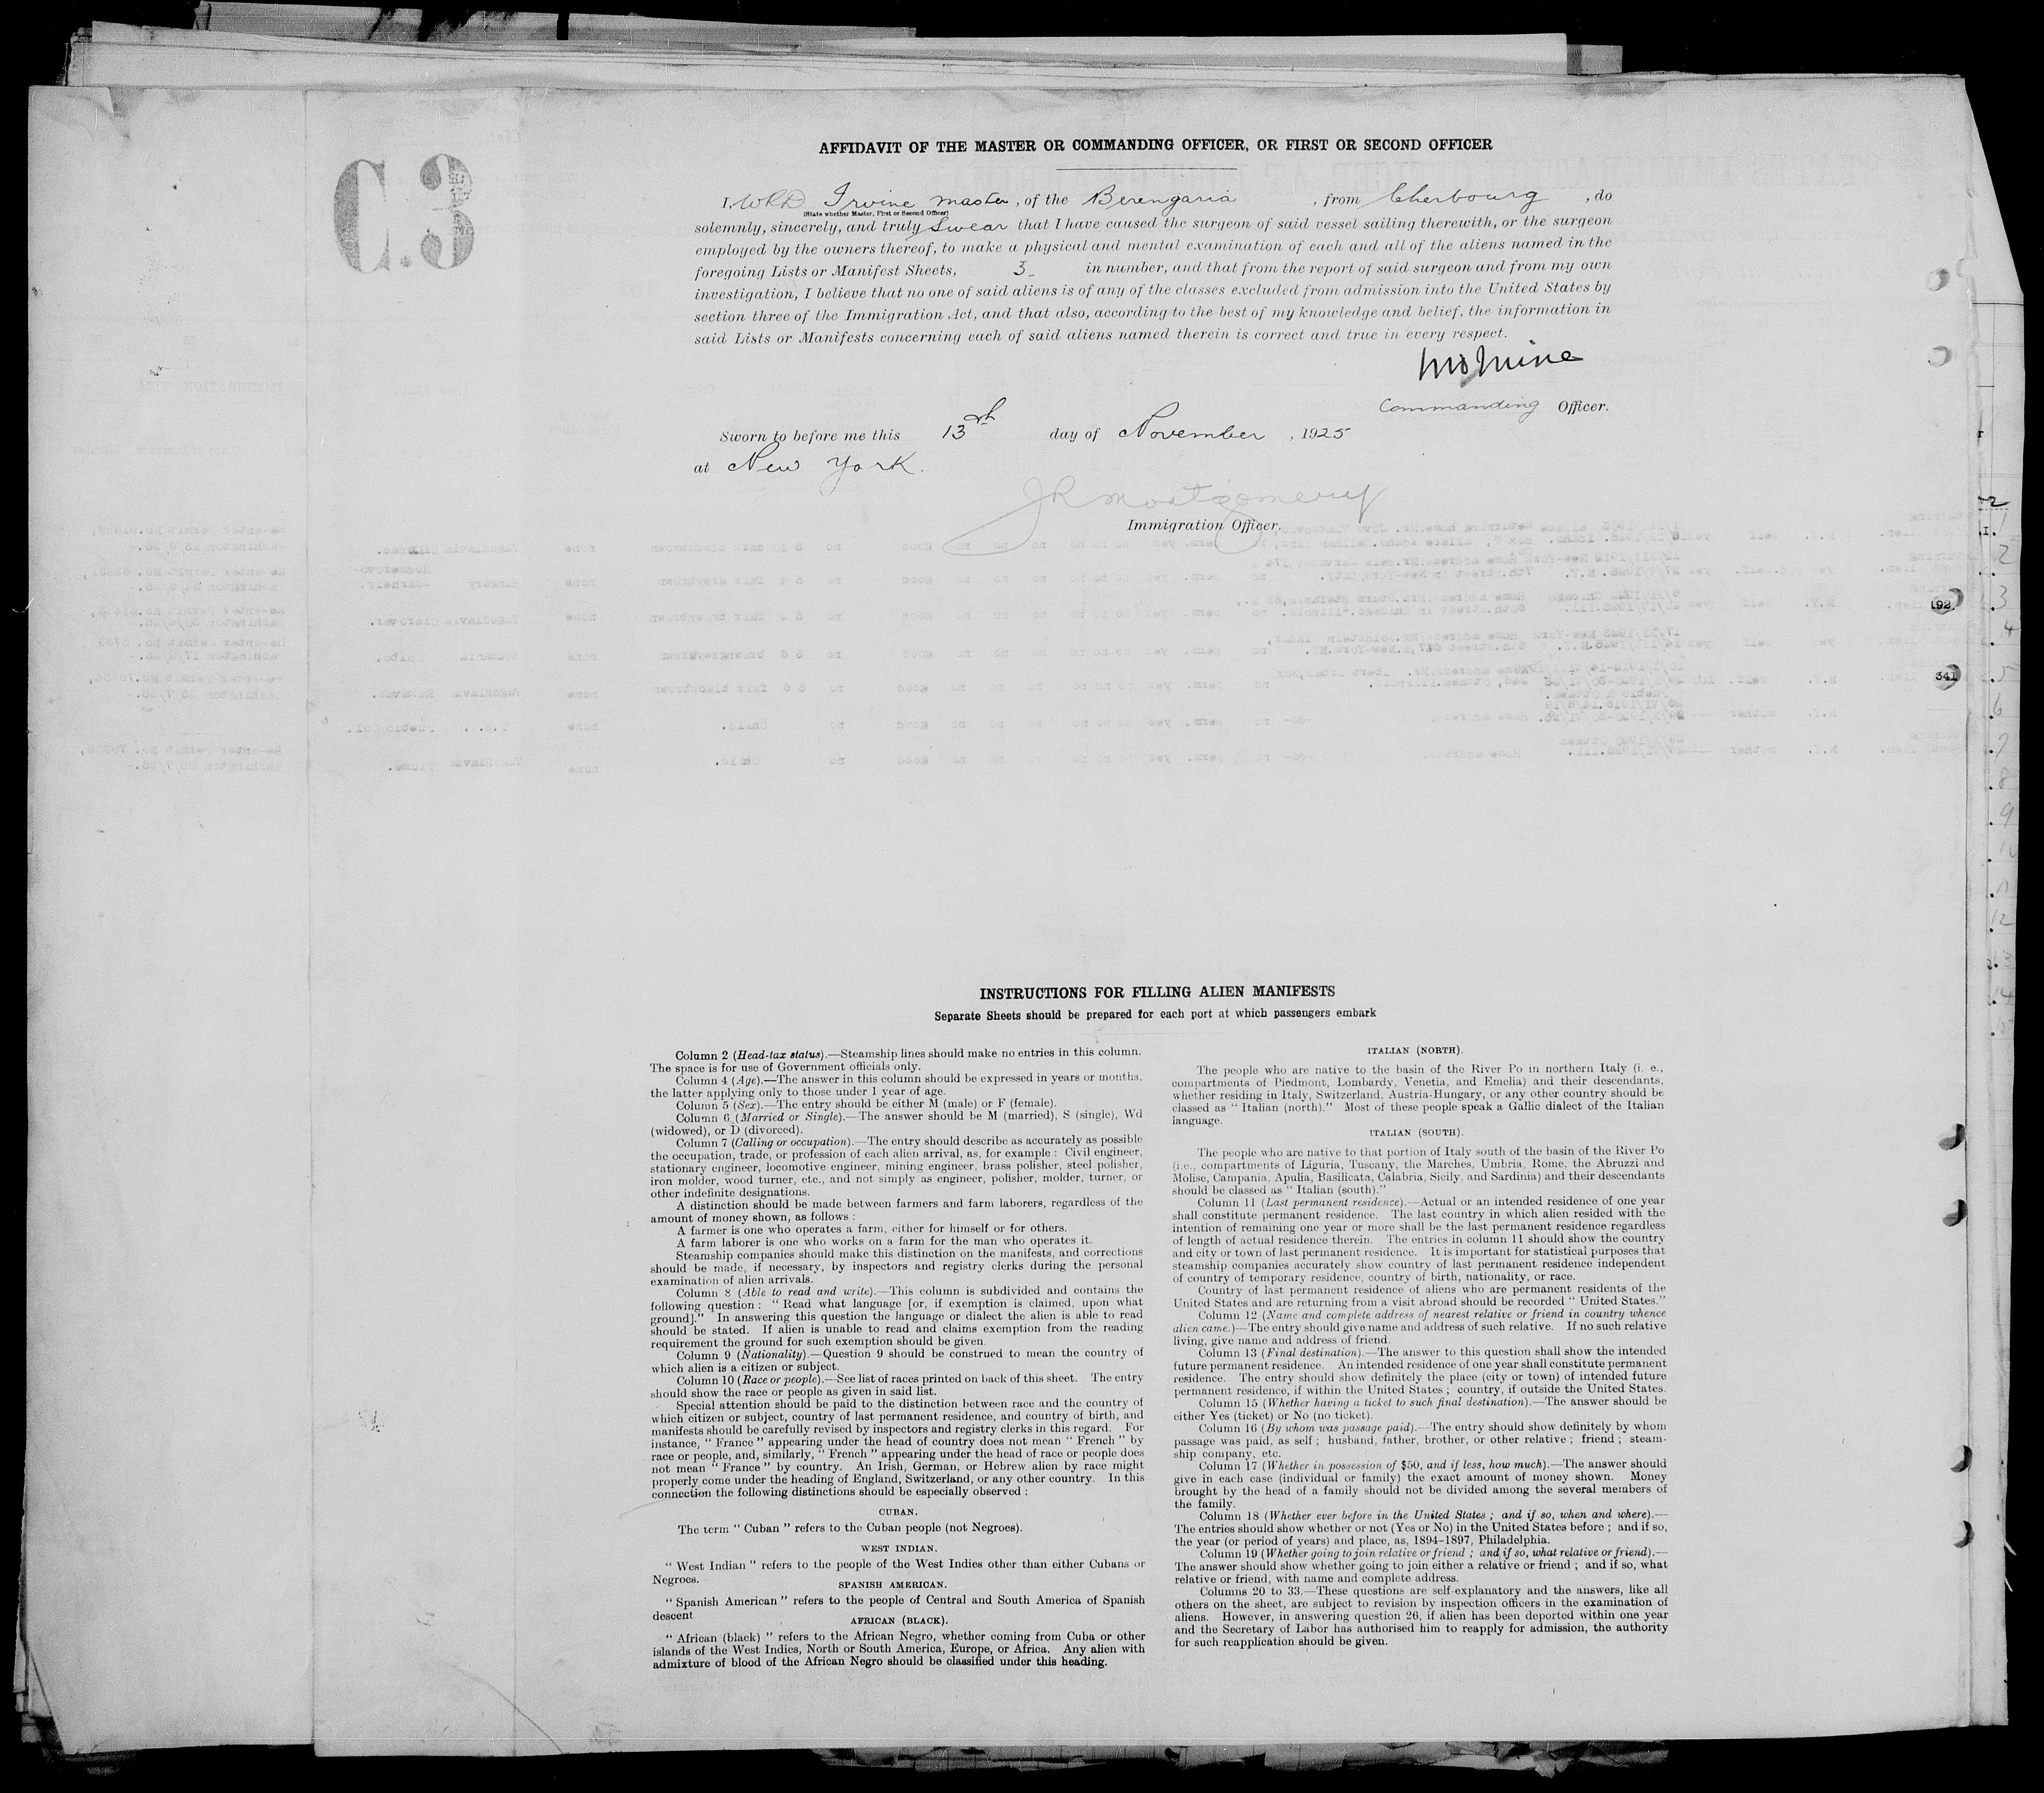 C.3
AFFIDAVIT OF THE MASTER OR COMMANDING OFFICER, OR FIRST OR SECOND OFFICER
I, WRD Irvine master, of the Berengaria, from Cherbourg, do
(State whether Master, First or Second Officer)
solemnly, sincerely, and truly swear that I have caused the surgeon of said vessel sailing therewith, or the surgeon
employed by the owners thereof, to make a physical and mental examination of each and all of the aliens named in the
foregoing Lists or Manifest Sheets, 3 in number, and that from the report of said surgeon and from my own
investigation, I believe that no one of said aliens is of any of the classes excluded from admission into the United States by
section three of the Immigration Act, and that also, according to the best of my knowledge and belief, the information in
said Lists or Manifests concerning each of said aliens named therein is correct and true in every respect.
Commanding Officer.
Sworn to before me this 13th day of November, 1925
at New York.
JR Montgomery
Immigration Officer.
192
341
INSTRUCTIONS FOR FILLING ALIEN MANIFESTS
Separate Sheets should be prepared for each port at which passengers embark
Column 2 (Head-tax status).—Steamship lines should make no entries in this column.
The space is for use of Government officials only.
Column 4 (Age).—The answer in this column should be expressed in years or months,
the latter applying only to those under 1 year of age.
Column 5 (Sex).—The entry should be either M (male) or F (female).
Column 6 (Married or Single).—The answer should be M (married), S (single), Wd
(widowed), or D (divorced).
Column 7 (Calling or occupation).—The entry should describe as accurately as possible
the occupation, trade, or profession of each alien arrival, as, for example : Civil engineer,
stationary engineer, locomotive engineer, mining engineer, brass polisher, steel polisher,
iron molder, wood turner, etc., and not simply as engineer, polisher, molder, turner, or
other indefinite designations.
A distinction should be made between farmers and farm laborers, regardless of the
amount of money shown, as follows :
A farmer is one who operates a farm, either for himself or for others.
A farm laborer is one who works on a farm for the man who operates it.
Steamship companies should make this distinction on the manifests, and corrections
should be made, if necessary, by inspectors and registry clerks during the personal
examination of alien arrivals.
Column 8 (Able to read and write).—This column is subdivided and contains the
following question : " Read what language [or, if exemption is claimed, upon what
ground]." In answering this question the language or dialect the alien is able to read
should be stated. If alien is unable to read and claims exemption from the reading
requirement the ground for such exemption should be given.
Column 9 (Nationality).—Question 9 should be construed to mean the country of
which alien is a citizen or subject.
Column 10 (Race or people).—See list of races printed on back of this sheet. The entry
should show the race or people as given in said list.
Special attention should be paid to the distinction between race and the country of
which citizen or subject, country of last permanent residence, and country of birth, and
manifests should be carefully revised by inspectors and registry clerks in this regard. For
instance, " France " appearing under the head of country does not mean " French " by
race or people, and, similarly, " French " appearing under the head of race or people does
not mean " France " by country. An Irish, German, or Hebrew alien by race might
properly come under the heading of England, Switzerland, or any other country. In this
connection the following distinctions should be especially observed :
CUBAN.
The term " Cuban " refers to the Cuban people (not Negroes).
WEST INDIAN.
" West Indian " refers to the people of the West Indies other than either Cubans or
Negroes.
SPANISH AMERICAN.
" Spanish American " refers to the people of Central and South America of Spanish
descent
AFRICAN (BLACK).
" African (black) " refers to the African Negro, whether coming from Cuba or other
islands of the West Indies, North or South America, Europe, or Africa. Any alien with
admixture of blood of the African Negro should be classified under this heading.
ITALIAN (NORTH).
The people who are native to the basin of the River Po in northern Italy (i. e.,
compartments of Piedmont, Lombardy, Venetia, and Emelia) and their descendants,
whether residing in Italy, Switzerland, Austria-Hungary, or any other country should be
classed as " Italian (north)." Most of these people speak a Gallic dialect of the Italian
language.
ITALIAN (SOUTH).
The people who are native to that portion of Italy south of the basin of the River Po
(i.e., compartments of Liguria, Tuscany, the Marches, Umbria, Rome, the Abruzzi and
Molise, Campania, Apulia, Basilicata, Calabria, Sicily, and Sardinia) and their descendants
should be classed as " Italian (south)."
Column 11 (Last permanent residence).—Actual or an intended residence of one year
shall constitute permanent residence. The last country in which alien resided with the
intention of remaining one year or more shall be the last permanent residence regardless
of length of actual residence therein. The entries in column 11 should show the country
and city or town of last permanent residence. It is important for statistical purposes that
steamship companies accurately show country of last permanent residence independent
of country of temporary residence, country of birth, nationality, or race.
Country of last permanent residence of aliens who are permanent residents of the
United States and are returning from a visit abroad should be recorded " United States."
Column 12 (Name and complete address of nearest relative or friend in country whence
alien came.)—The entry should give name and address of such relative. If no such relative
living, give name and address of friend.
Column 13 (Final destination).—The answer to this question shall show the intended
future permanent residence. An intended residence of one year shall constitute permanent
residence. The entry should show definitely the place (city or town) of intended future
permanent residence, if within the United States ; country, if outside the United States.
Column 15 (Whether having a ticket to such final destination).—The answer should be
either Yes (ticket) or No (no ticket).
Column 16 (By whom was passage paid).—The entry should show definitely by whom
passage was paid, as self ; husband, father, brother, or other relative ; friend ; steam-
ship company, etc.
Column 17 (Whether in possession of $50, and if less, how much).—The answer should
give in each case (individual or family) the exact amount of money shown. Money
brought by the head of a family should not be divided among the several members of
the family.
Column 18 (Whether ever before in the United States ; and if so, when and where).—
The entries should show whether or not (Yes or No) in the United States before ; and if so,
the year (or period of years) and place, as, 1894–1897, Philadelphia.
Column 19 (Whether going to join relative or friend ; and if so, what relative or friend).—
The answer should show whether going to join either a relative or friend ; and if so, what
relative or friend, with name and complete address.
Columns 20 to 33.—These questions are self-explanatory and the answers, like all
others on the sheet, are subject to revision by inspection officers in the examination of
aliens. However, in answering question 26, if alien has been deported within one year
and the Secretary of Labor has authorised him to reapply for admission, the authority
for such reapplication should be given.